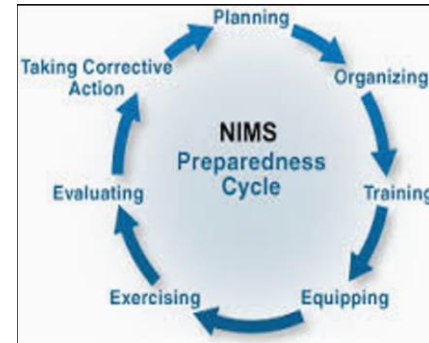 Planning
Organizing
Training
Equipping
Exercising
Evaluating
Taking Corrective
Action
NIMS
Preparedness
Cycle